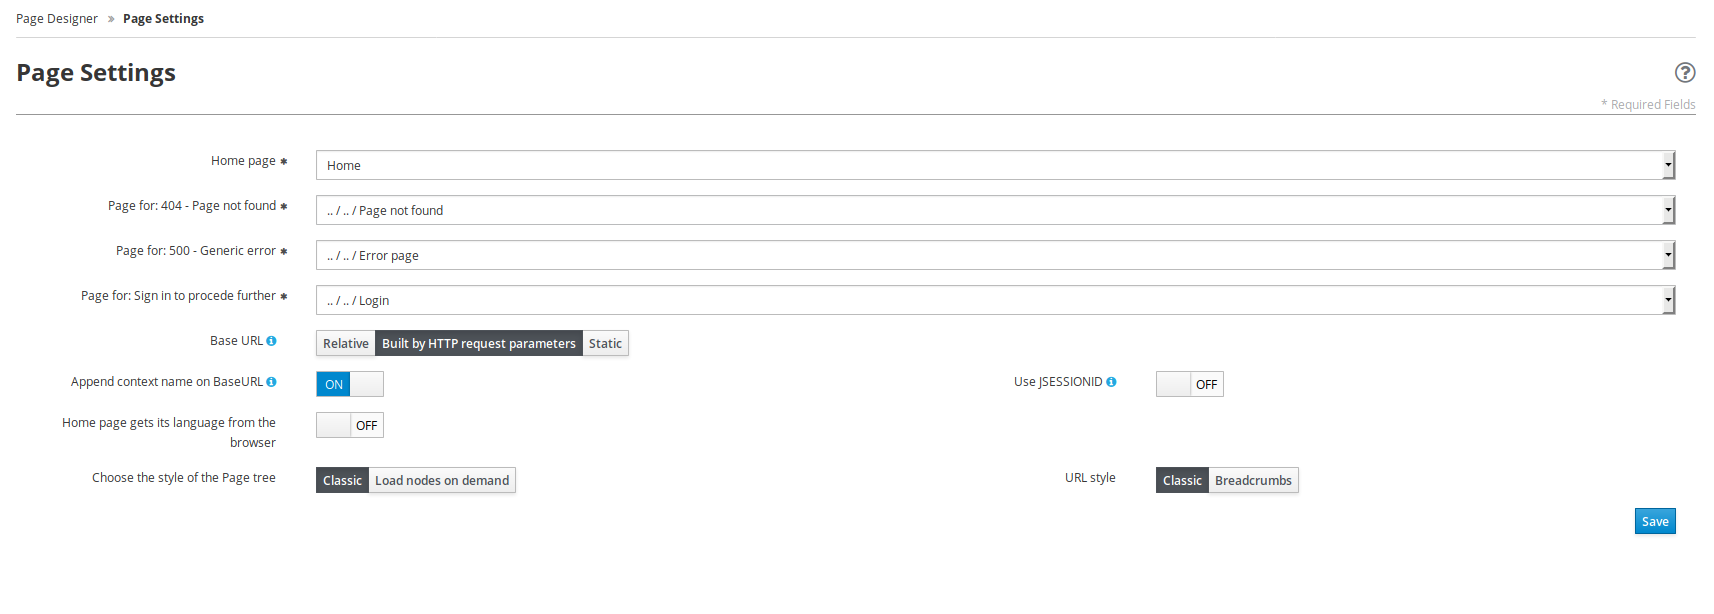 Page Designer » Page Settings
Page Settings
* Required Fields
Home page * Home
Page for: 404 - Page not found * .. / .. / Page not found
Page for: 500 - Generic error * .. / .. / Error page
Page for: Sign in to procede further * .. / .. / Login
Base URL Relative Built by HTTP request parameters Static
Append context name on BaseURL ON Use JSESSIONID OFF
Home page gets its language from the OFF
browser
Choose the style of the Page tree Classic Load nodes on demand URL style Classic Breadcrumbs
Save